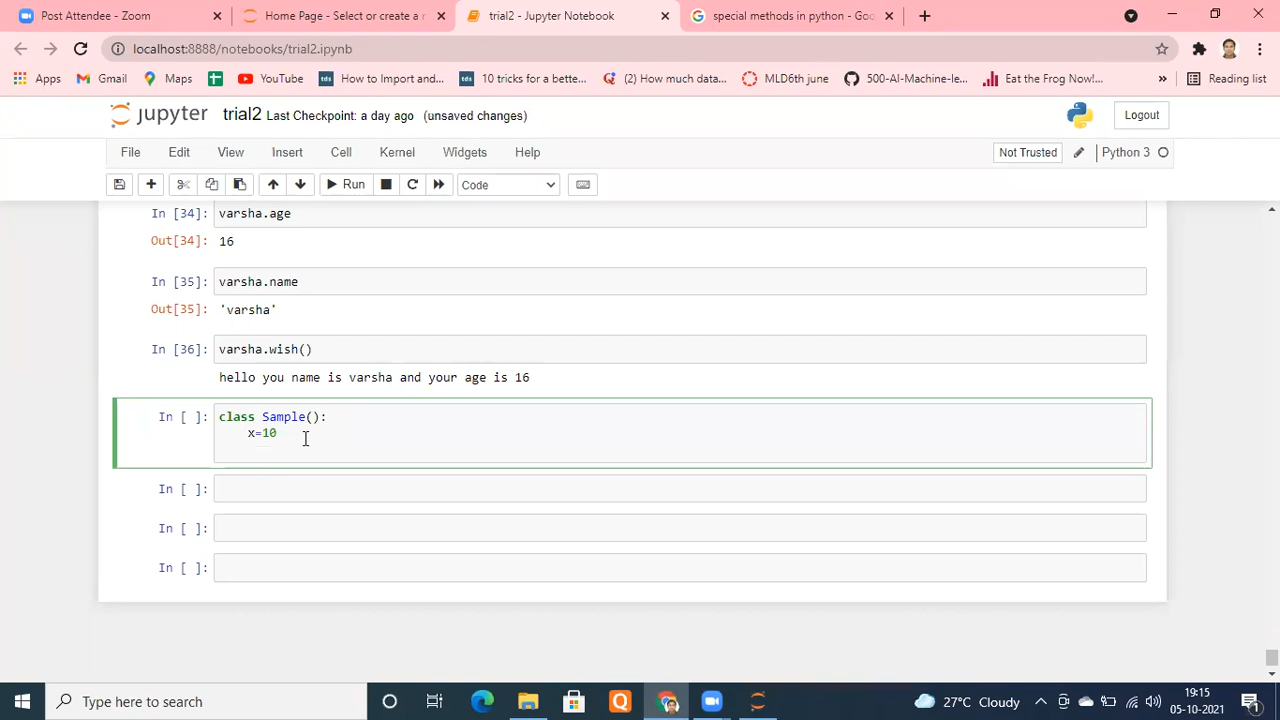 Post Attendee - Zoom
Home Page - Select or create a n
trial2 - Jupyter Notebook
special methods in python - Goo
localhost:8888/notebooks/trial2.ipynb
Apps
Gmail
Maps
YouTube
How to Import and...
10 tricks for a bette...
(2) How much data...
MLD6th june
500-AI-Machine-le...
Eat the Frog Now!...
»
Reading list
jupyter
trial2 Last Checkpoint: a day ago (unsaved changes)
Logout
File
Edit
View
Insert
Cell
Kernel
Widgets
Help
Not Trusted
Python 3
Run
Code
In [34]: varsha.age
Out[34]: 16
In [35]: varsha.name
Out[35]: 'varsha'
In [36]: varsha.wish()
hello you name is varsha and your age is 16
In [ ]: class Sample():
x=10
In [ ]:
In [ ]:
In [ ]:
Type here to search
27°C Cloudy
19:15
05-10-2021